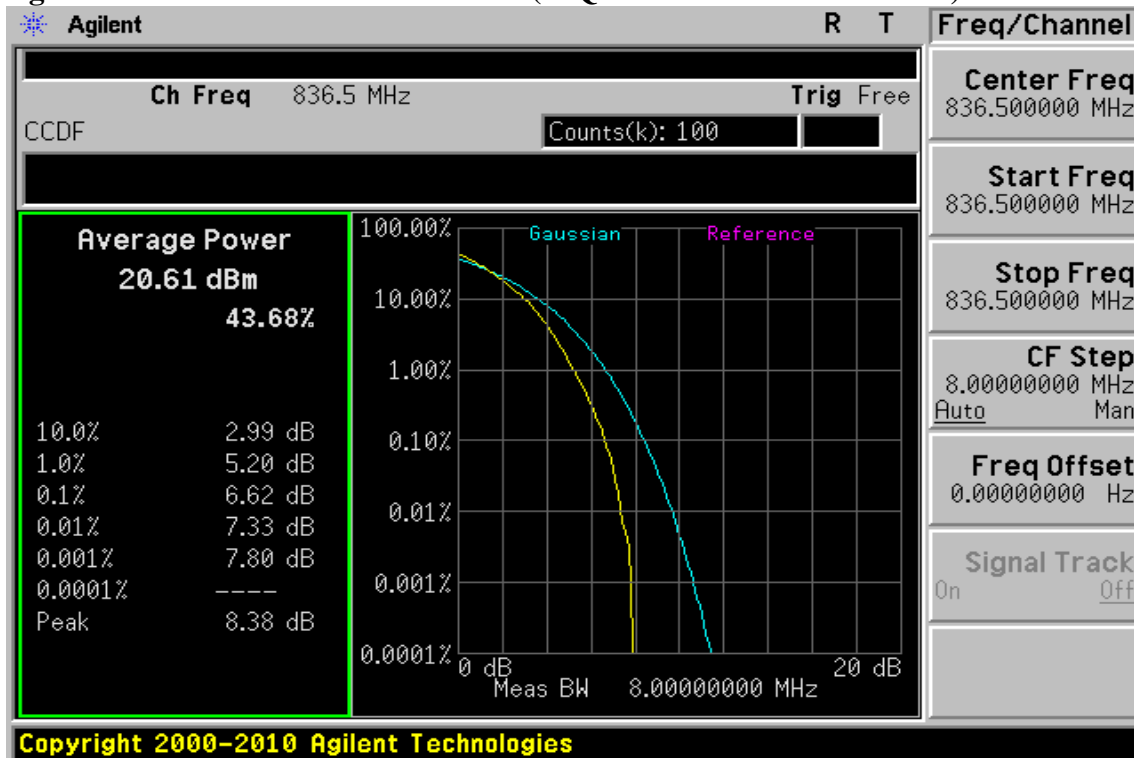 Agilent R T Freq/Channel
Ch Freq 836.5 MHz Trig Free
CCDF Counts(k): 100
Average Power
20.61 dBm
43.68%
10.0% 2.99 dB
1.0% 5.20 dB
0.1% 6.62 dB
0.01% 7.33 dB
0.001% 7.80 dB
0.0001% ----
Peak 8.38 dB
100.00%
10.00%
1.00%
0.10%
0.01%
0.001%
0.0001%
Gaussian Reference
0 dB 20 dB
Meas BW 8.00000000 MHz
Center Freq
836.500000 MHz
Start Freq
836.500000 MHz
Stop Freq
836.500000 MHz
CF Step
8.00000000 MHz
Auto Man
Freq Offset
0.00000000 Hz
Signal Track
On Off
Copyright 2000-2010 Agilent Technologies